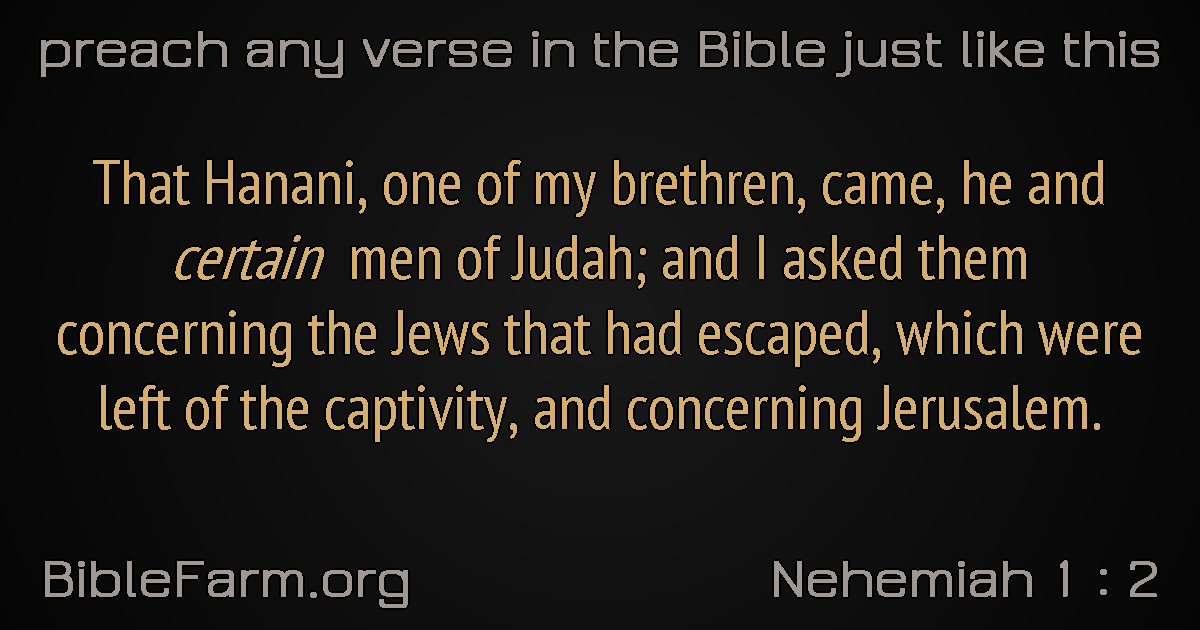 preach any verse in the Bible just like this
That Hanani, one of my brethren, came, he and
certain men of Judah; and I asked them
concerning the Jews that had escaped, which were
left of the captivity, and concerning Jerusalem.
BibleFarm.org
Nehemiah 1 : 2